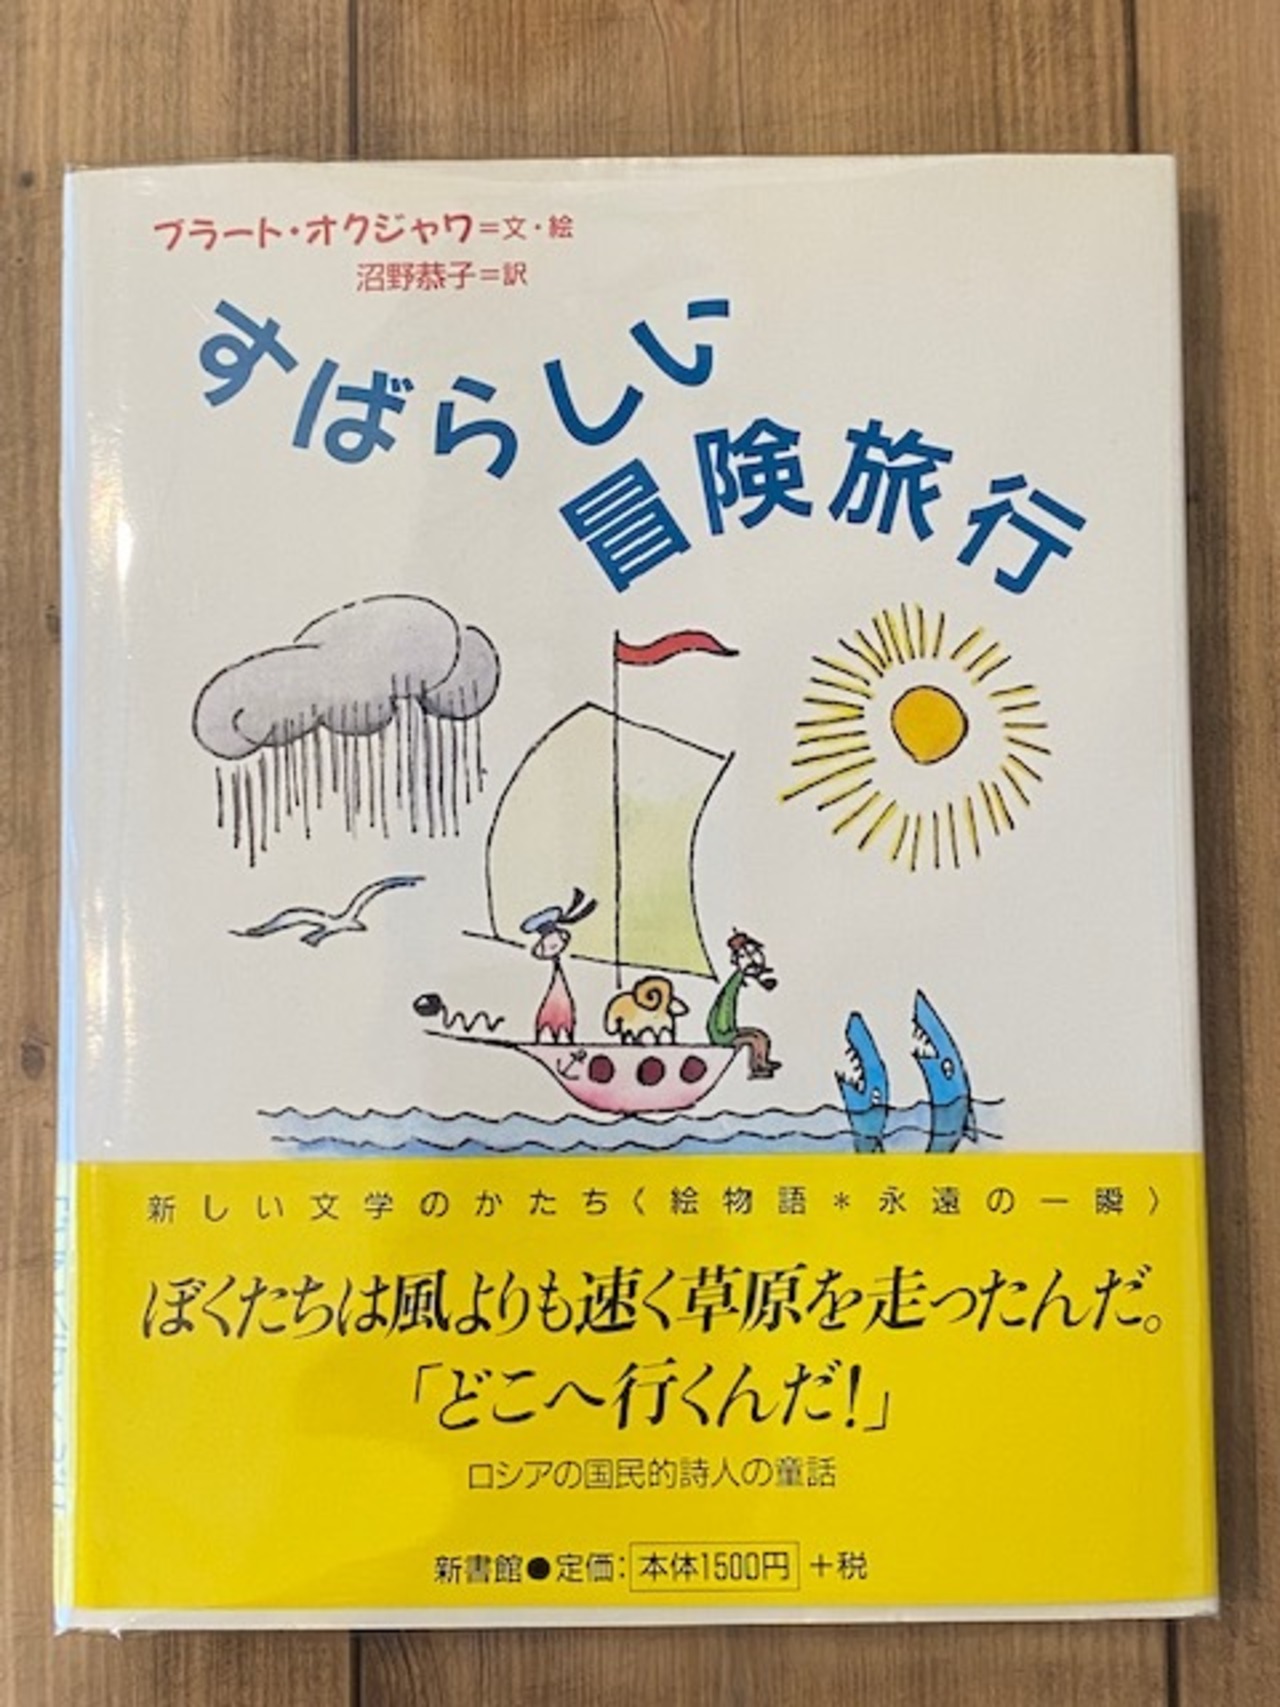 ブラート・オクジャワ=文・絵
沼野恭子=訳
すばらしい
冒険旅行
新しい文学のかたち〈絵物語＊永遠の一瞬〉
ぼくたちは風よりも速く草原を走ったんだ。
「どこへ行くんだ!」
ロシアの国民的詩人の童話
新書館●定価:本体1500円+税